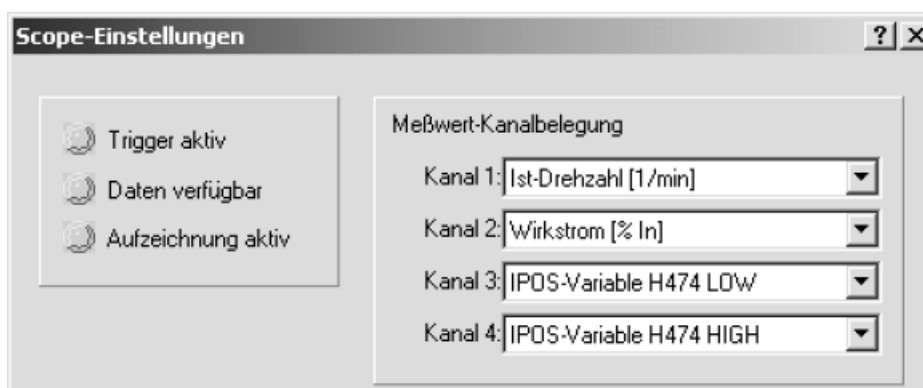 Scope-Einstellungen
Trigger aktiv
Daten verfügbar
Aufzeichnung aktiv
Meßwert-Kanalbelegung
Kanal 1: Ist-Drehzahl [1/min]
Kanal 2: Wirkstrom [% In]
Kanal 3: IPOS-Variable H474 LOW
Kanal 4: IPOS-Variable H474 HIGH